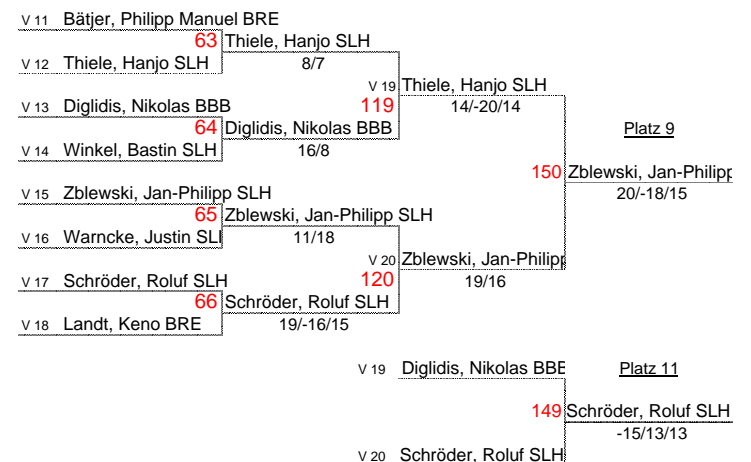 V 11 Bätjer, Philipp Manuel BRE
63 Thiele, Hanjo SLH
V 12 Thiele, Hanjo SLH 8/7
V 19 Thiele, Hanjo SLH
V 13 Diglidis, Nikolas BBB 119 14/-20/14
64 Diglidis, Nikolas BBB Platz 9
V 14 Winkel, Bastin SLH 16/8
150 Zblewski, Jan-Philipp
V 15 Zblewski, Jan-Philipp SLH 20/-18/15
65 Zblewski, Jan-Philipp SLH
V 16 Warncke, Justin SLI 11/18
V 20 Zblewski, Jan-Philipp
V 17 Schröder, Roluf SLH 120 19/16
66 Schröder, Roluf SLH
V 18 Landt, Keno BRE 19/-16/15
V 19 Diglidis, Nikolas BBE Platz 11
149 Schröder, Roluf SLH
-15/13/13
V 20 Schröder, Roluf SLH